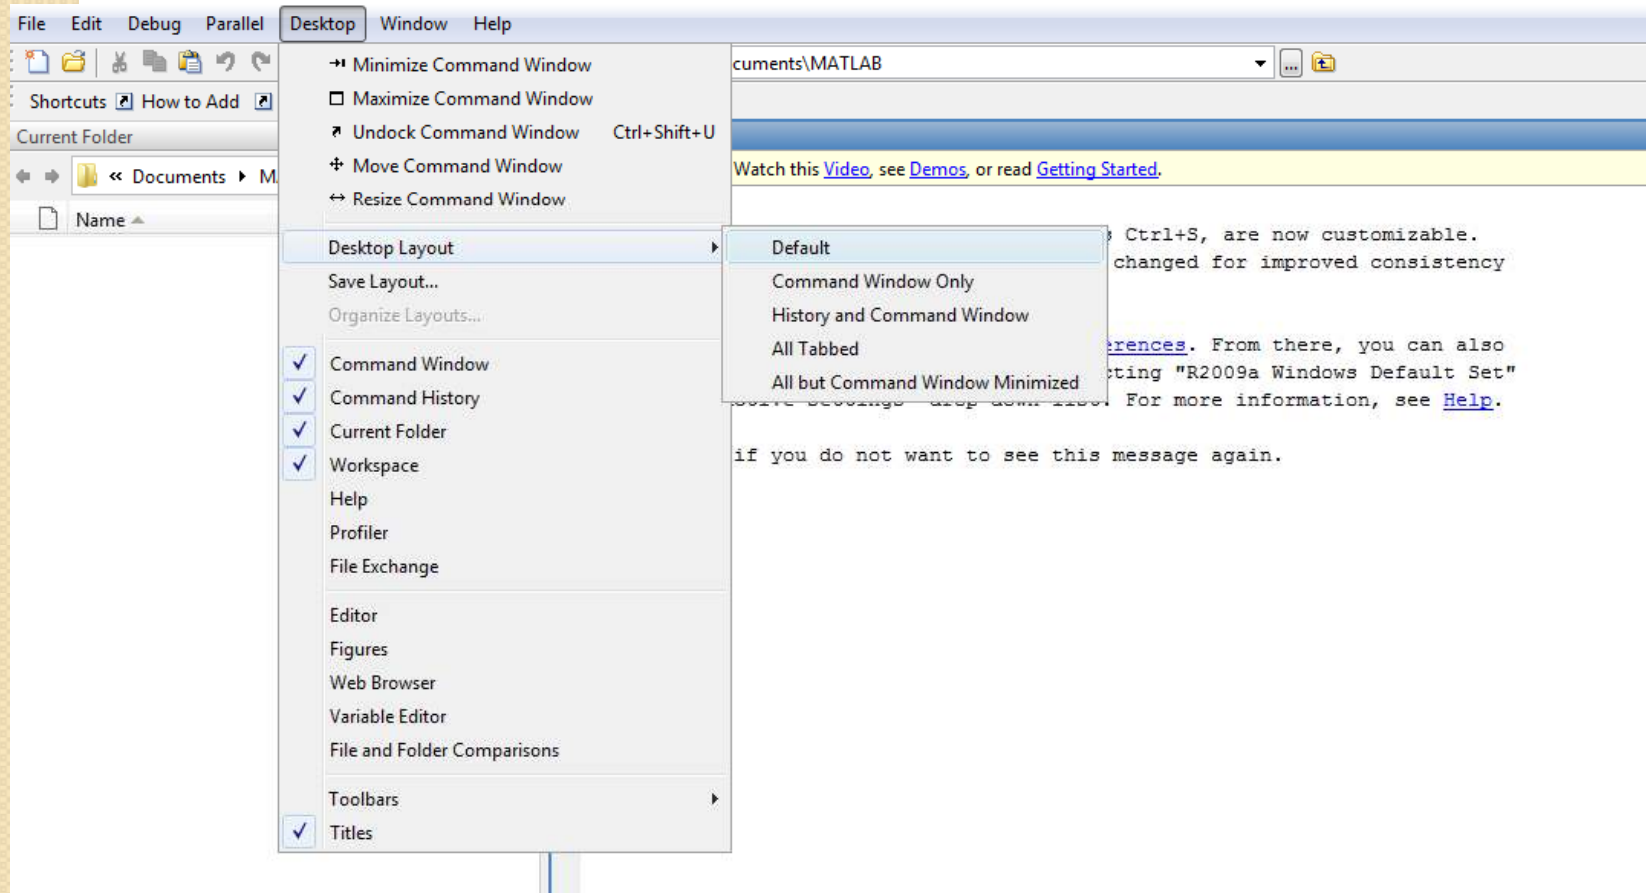 File Edit Debug Parallel Desktop Window Help
cuments\MATLAB
Shortcuts How to Add
Current Folder
« Documents M
Name
Minimize Command Window
Maximize Command Window
Undock Command Window Ctrl+Shift+U
Move Command Window
Resize Command Window
Desktop Layout
Save Layout...
Organize Layouts...
Command Window
Command History
Current Folder
Workspace
Help
Profiler
File Exchange
Editor
Figures
Web Browser
Variable Editor
File and Folder Comparisons
Toolbars
Titles
Default
Command Window Only
History and Command Window
All Tabbed
All but Command Window Minimized
Watch this Video, see Demos, or read Getting Started.
Ctrl+S, are now customizable.
changed for improved consistency
erences. From there, you can also
cting "R2009a Windows Default Set"
For more information, see Help.
if you do not want to see this message again.